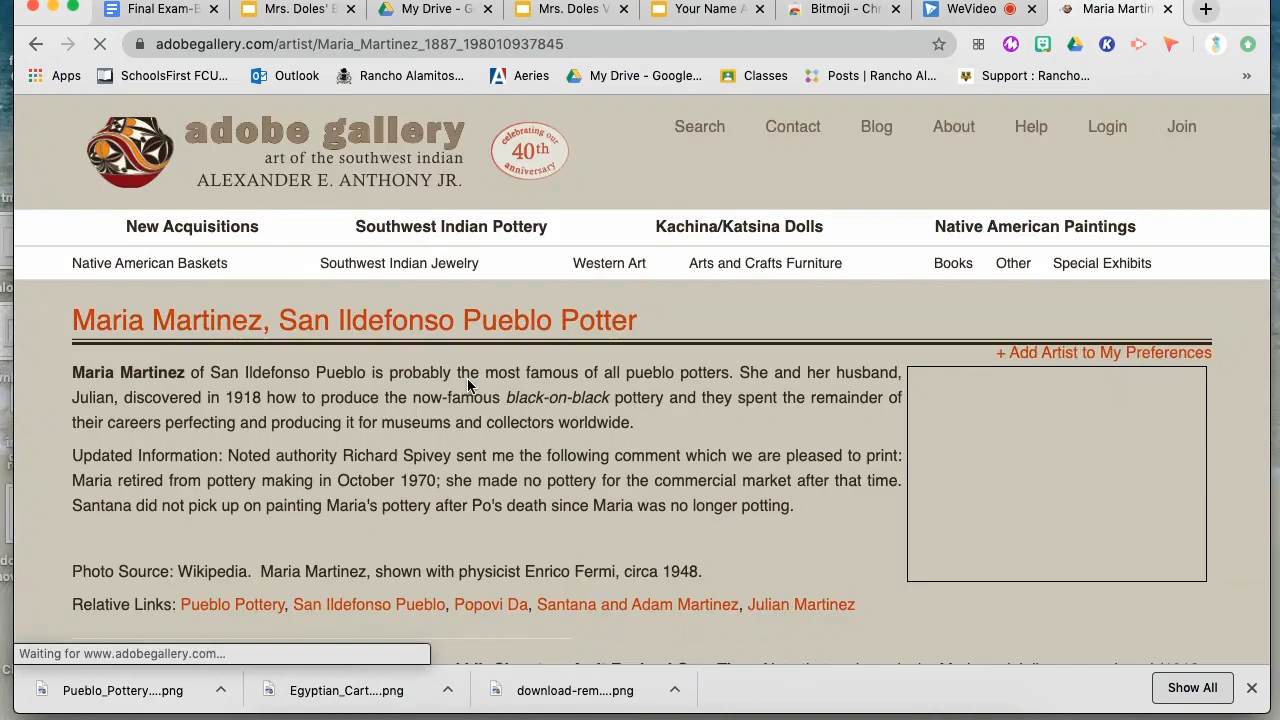 Final Exam-E
Mrs. Doles' E
My Drive - G
Mrs. Doles V
Your Name A
Bitmoji - Chr
WeVideo
Maria Martin
adobegallery.com/artist/Maria_Martinez_1887_198010937845
Apps
SchoolsFirst FCU...
Outlook
Rancho Alamitos...
Aeries
My Drive - Google...
Classes
Posts | Rancho Al...
Support : Rancho...
»
adobe gallery
art of the southwest indian
ALEXANDER E. ANTHONY JR.
celebrating our
40th
anniversary
Search Contact Blog About Help Login Join
New Acquisitions Southwest Indian Pottery Kachina/Katsina Dolls Native American Paintings
Native American Baskets Southwest Indian Jewelry Western Art Arts and Crafts Furniture Books Other Special Exhibits
Maria Martinez, San Ildefonso Pueblo Potter
+ Add Artist to My Preferences
Maria Martinez of San Ildefonso Pueblo is probably the most famous of all pueblo potters. She and her husband,
Julian, discovered in 1918 how to produce the now-famous black-on-black pottery and they spent the remainder of
their careers perfecting and producing it for museums and collectors worldwide.
Updated Information: Noted authority Richard Spivey sent me the following comment which we are pleased to print:
Maria retired from pottery making in October 1970; she made no pottery for the commercial market after that time.
Santana did not pick up on painting Maria's pottery after Po's death since Maria was no longer potting.
Photo Source: Wikipedia. Maria Martinez, shown with physicist Enrico Fermi, circa 1948.
Relative Links: Pueblo Pottery, San Ildefonso Pueblo, Popovi Da, Santana and Adam Martinez, Julian Martinez
Waiting for www.adobegallery.com...
Pueblo_Pottery....png
Egyptian_Cart....png
download-rem....png
Show All